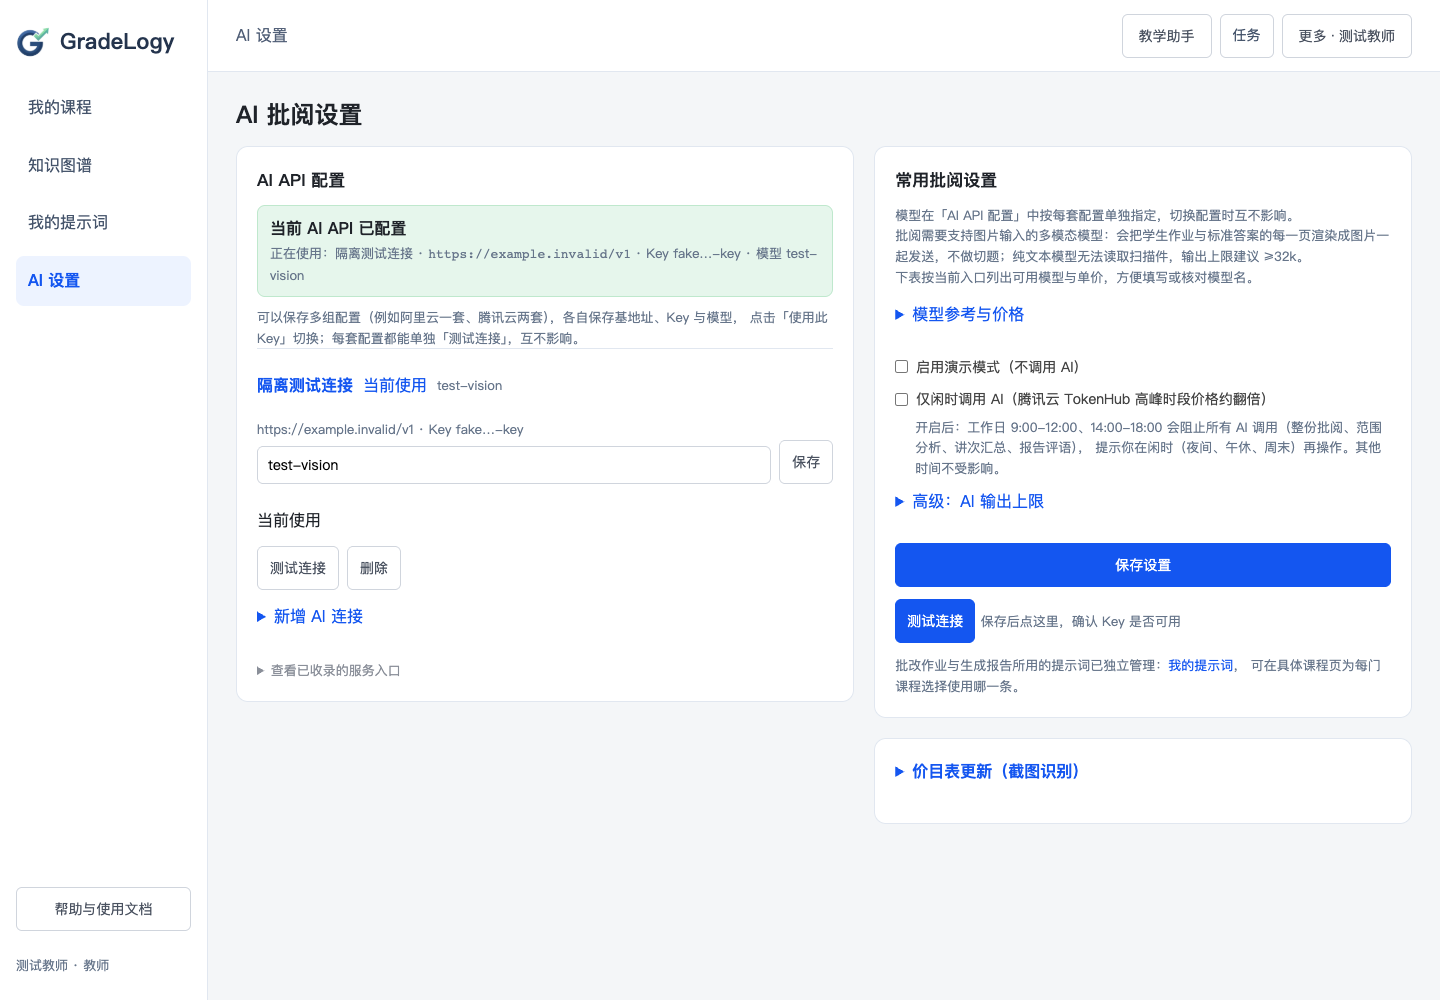 GradeLogy
我的课程
知识图谱
我的提示词
AI 设置
帮助与使用文档
测试教师 · 教师
AI 设置
教学助手
任务
更多 · 测试教师
AI 批阅设置
AI API 配置
当前 AI API 已配置
正在使用：隔离测试连接 · https://example.invalid/v1 · Key fake…-key · 模型 test-
vision
可以保存多组配置（例如阿里云一套、腾讯云两套），各自保存基地址、Key 与模型， 点击「使用此
Key」切换；每套配置都能单独「测试连接」，互不影响。
隔离测试连接 当前使用 test-vision
https://example.invalid/v1 · Key fake…-key
test-vision
保存
当前使用
测试连接
删除
新增 AI 连接
查看已收录的服务入口
常用批阅设置
模型在「AI API 配置」中按每套配置单独指定，切换配置时互不影响。
批阅需要支持图片输入的多模态模型：会把学生作业与标准答案的每一页渲染成图片一
起发送，不做切题；纯文本模型无法读取扫描件，输出上限建议 ≥32k。
下表按当前入口列出可用模型与单价，方便填写或核对模型名。
模型参考与价格
启用演示模式（不调用 AI）
仅闲时调用 AI（腾讯云 TokenHub 高峰时段价格约翻倍）
开启后：工作日 9:00–12:00、14:00–18:00 会阻止所有 AI 调用（整份批阅、范围
分析、讲次汇总、报告评语）， 提示你在闲时（夜间、午休、周末）再操作。其他
时间不受影响。
高级：AI 输出上限
保存设置
测试连接 保存后点这里，确认 Key 是否可用
批改作业与生成报告所用的提示词已独立管理：我的提示词， 可在具体课程页为每门
课程选择使用哪一条。
价目表更新（截图识别）